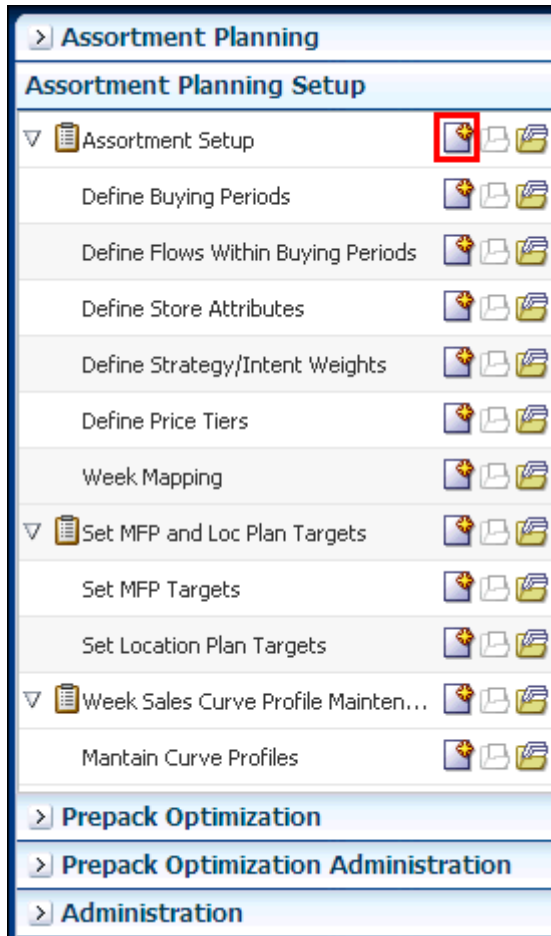 Assortment Planning
Assortment Planning Setup
Assortment Setup
Define Buying Periods
Define Flows Within Buying Periods
Define Store Attributes
Define Strategy/Intent Weights
Define Price Tiers
Week Mapping
Set MFP and Loc Plan Targets
Set MFP Targets
Set Location Plan Targets
Week Sales Curve Profile Mainten...
Mantain Curve Profiles
Prepack Optimization
Prepack Optimization Administration
Administration